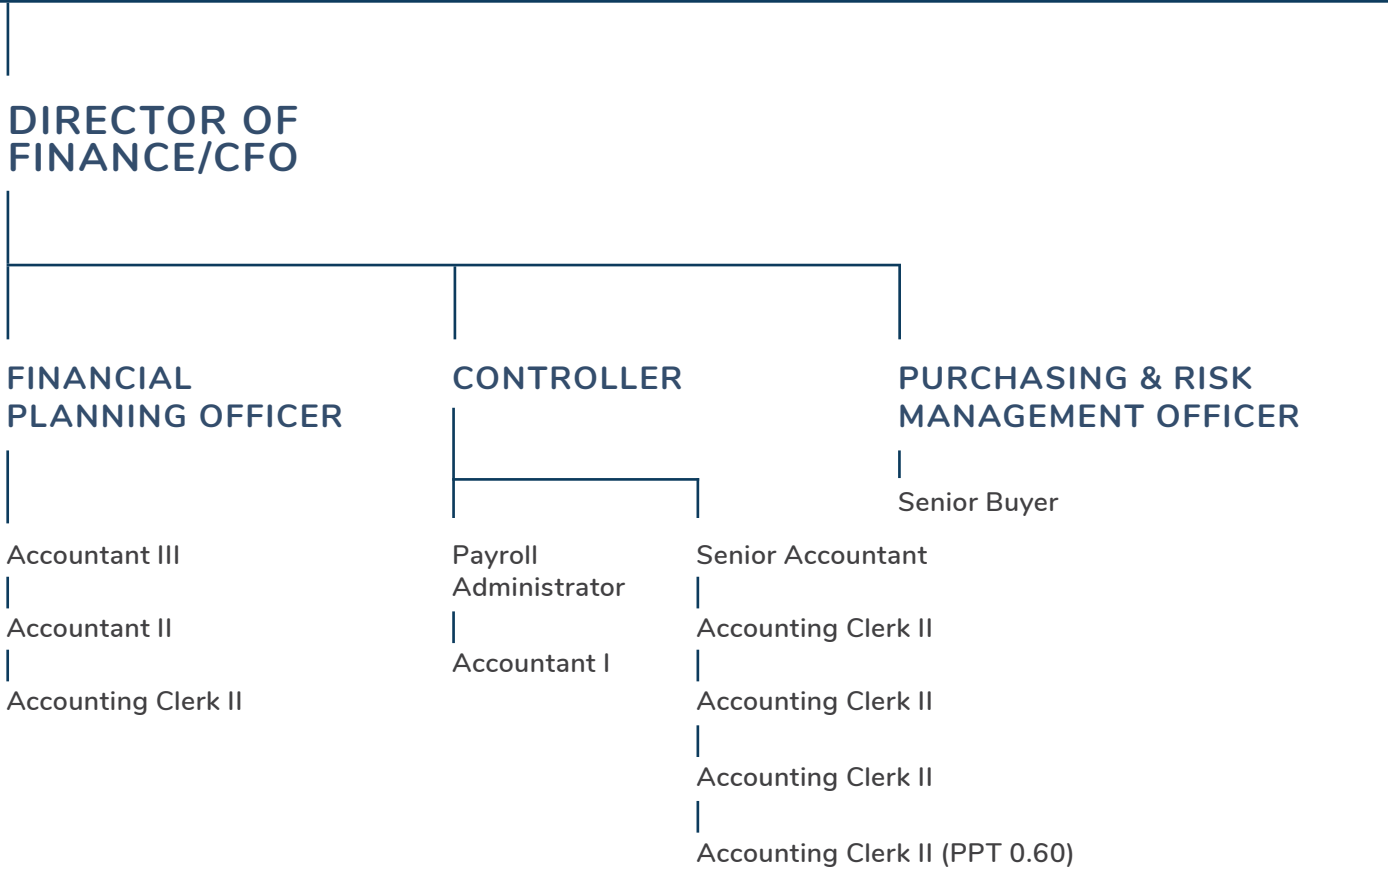 DIRECTOR OF
FINANCE/CFO
FINANCIAL
PLANNING OFFICER
Accountant III
Accountant II
Accounting Clerk II
CONTROLLER
Payroll
Administrator
Accountant I
Senior Accountant
Accounting Clerk II
Accounting Clerk II
Accounting Clerk II
Accounting Clerk II (PPT 0.60)
PURCHASING & RISK
MANAGEMENT OFFICER
Senior Buyer